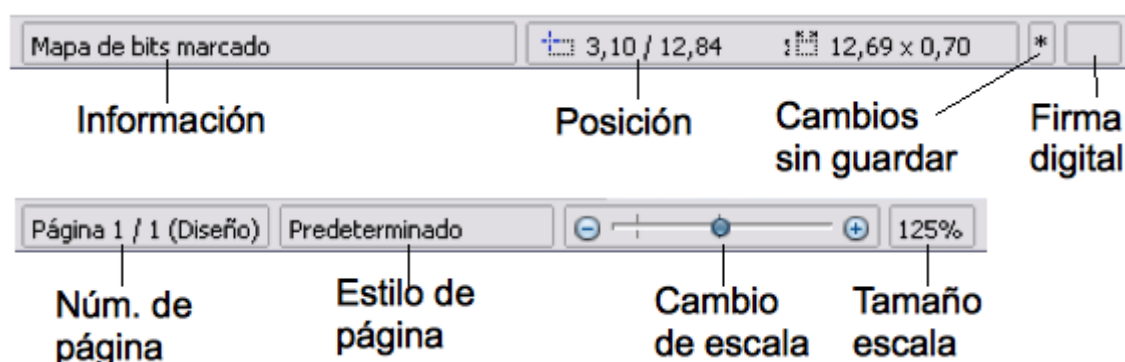 Mapa de bits marcado 3,10 / 12,84 12,69 x 0,70 *
Información Posición Cambios sin guardar Firma digital
Página 1 / 1 (Diseño) Predeterminado 125%
Núm. de página Estilo de página Cambio de escala Tamaño escala